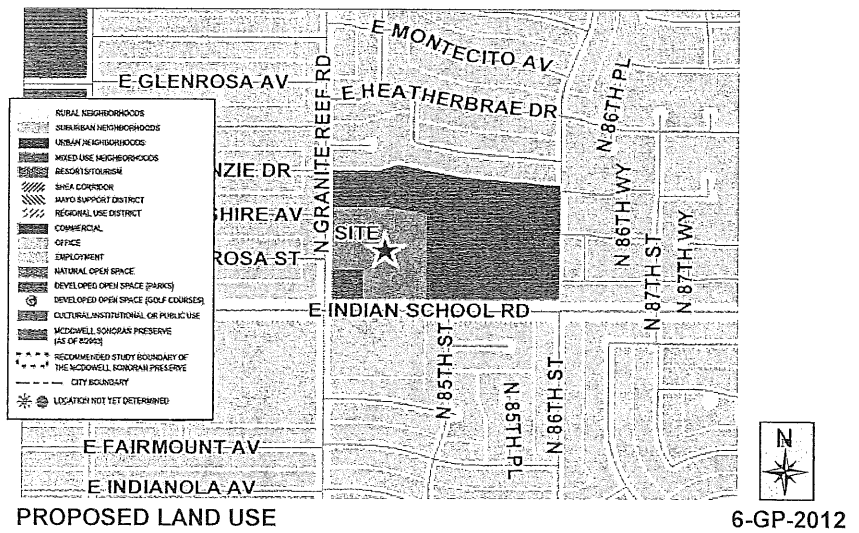 E MONTECITO AV
E GLENROSA AV
E HEATHERBRAE DR
N 86TH PL
N GRANITE REEF RD
RURAL NEIGHBORHOODS
SUBURBAN NEIGHBORHOODS
URBAN NEIGHBORHOODS
MIXED USE NEIGHBORHOODS
RESORTS/TOURISM
SHEA CORRIDOR
MAYO SUPPORT DISTRICT
REGIONAL USE DISTRICT
COMMERCIAL
OFFICE
EMPLOYMENT
NATURAL OPEN SPACE
DEVELOPED OPEN SPACE (PARKS)
DEVELOPED OPEN SPACE (GOLF COURSES)
CULTURAL/INSTITUTIONAL OR PUBLIC USE
MCDOWELL SONORAN PRESERVE
(AS OF 8/2003)
RECOMMENDED STUDY BOUNDARY OF
THE MCDOWELL SONORAN PRESERVE
CITY BOUNDARY
LOCATION NOT YET DETERMINED
NZIE DR
SHIRE AV
ROSA ST
SITE
N 86TH WY
N 87TH ST
N 87TH WY
E INDIAN SCHOOL RD
N 85TH ST
N 85TH PL
N 86TH ST
E FAIRMOUNT AV
E INDIANOLA AV
N
PROPOSED LAND USE
6-GP-2012